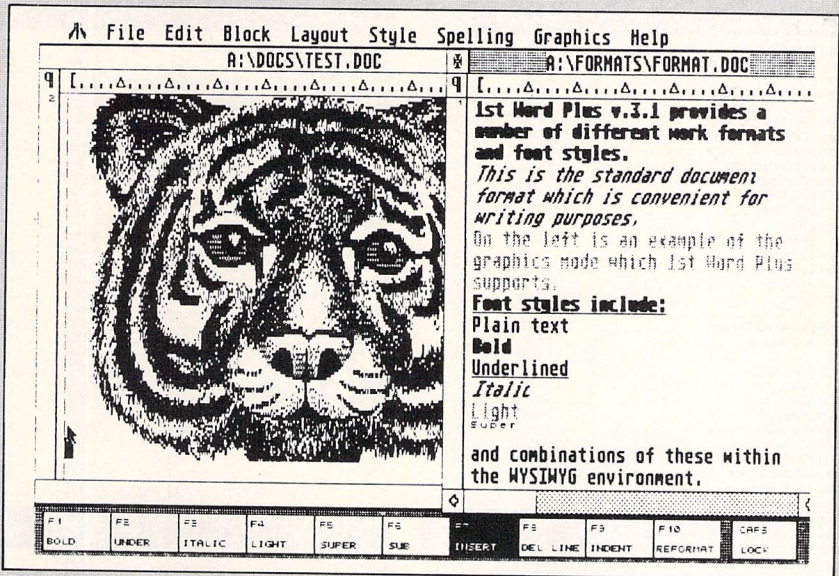 File Edit Block Layout Style Spelling Graphics Help
A:\DOCS\TEST.DOC
A:\FORMATS\FORMAT.DOC
1st Word Plus v.3.1 provides a
number of different work formats
and font styles.
This is the standard document
format which is convenient for
writing purposes,
On the left is an example of the
graphics mode which 1st Word Plus
supports.
Font styles include:
Plain text
Bold
Underlined
Italic
Light
Super
and combinations of these within
the WYSIWYG environment.
F1 F2 F3 F4 F5 F6 F7 F8 F9 F10 CAPS
BOLD UNDER ITALIC LIGHT SUPER SUB INSERT DEL LINE INDENT REFORMAT LOCK